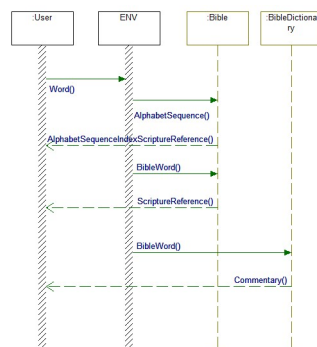 :User
ENV
:Bible
:BibleDictiona
ry
Word()
AlphabetSequence()
AlphabetSequenceIndexScriptureReference()
BibleWord()
ScriptureReference()
BibleWord()
Commentary()